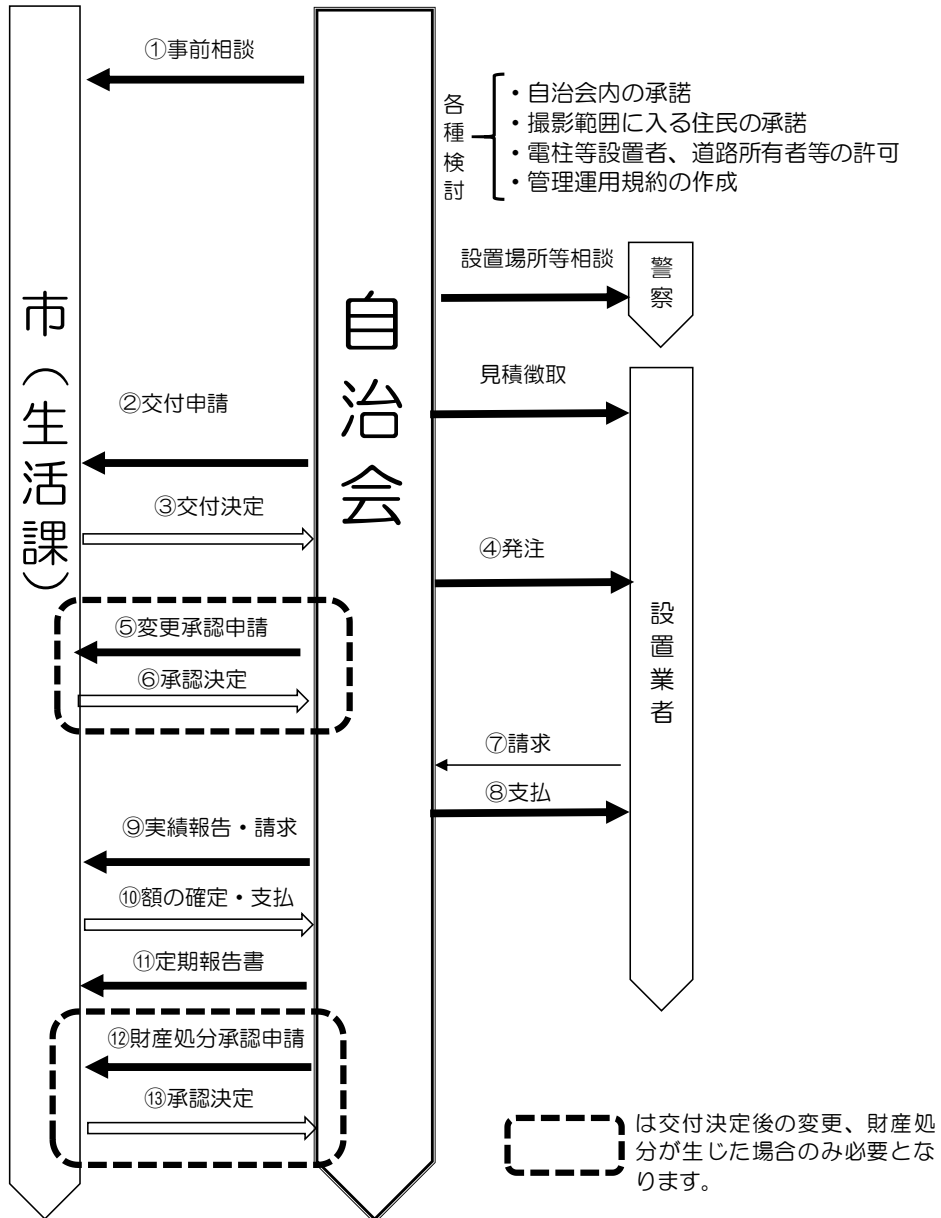 ①事前相談
各種検討
・自治会内の承諾
・撮影範囲に入る住民の承諾
・電柱等設置者、道路所有者等の許可
・管理運用規約の作成
設置場所等相談
警察
市（生活課）
自治会
見積徴取
②交付申請
③交付決定
④発注
設置業者
⑤変更承認申請
⑥承認決定
⑦請求
⑧支払
⑨実績報告・請求
⑩額の確定・支払
⑪定期報告書
⑫財産処分承認申請
⑬承認決定
は交付決定後の変更、財産処
分が生じた場合のみ必要とな
ります。